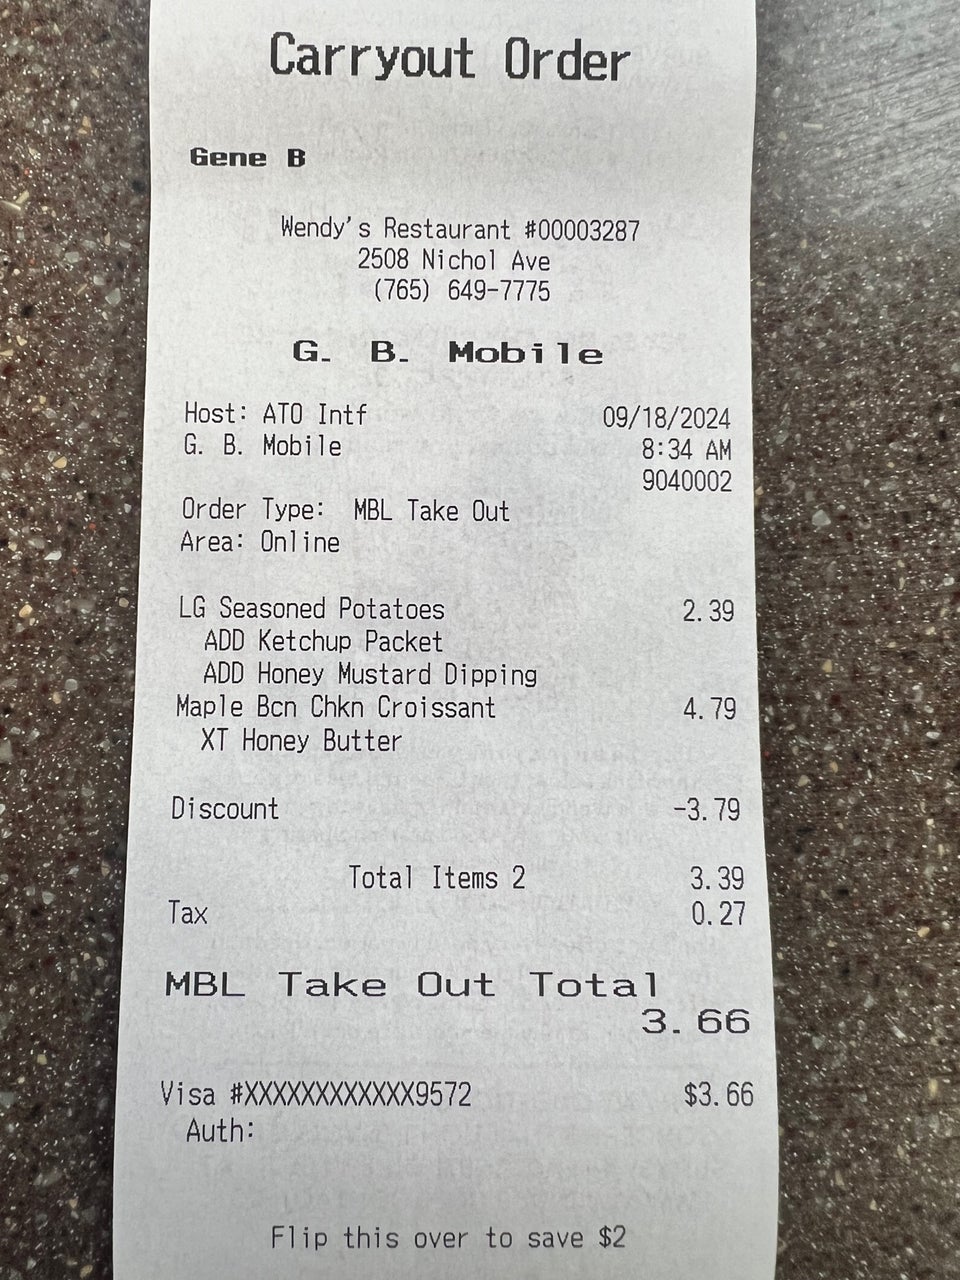 Carryout Order
Gene B
Wendy's Restaurant #00003287
2508 Nichol Ave
(765) 649-7775
G. B. Mobile
Host: ATO Intf 09/18/2024
G. B. Mobile 8:34 AM
9040002
Order Type: MBL Take Out
Area: Online
LG Seasoned Potatoes 2.39
ADD Ketchup Packet
ADD Honey Mustard Dipping
Maple Bcn Chkn Croissant 4.79
XT Honey Butter
Discount -3.79
Total Items 2 3.39
Tax 0.27
MBL Take Out Total
3.66
Visa #XXXXXXXXXXXX9572 $3.66
Auth:
Flip this over to save $2